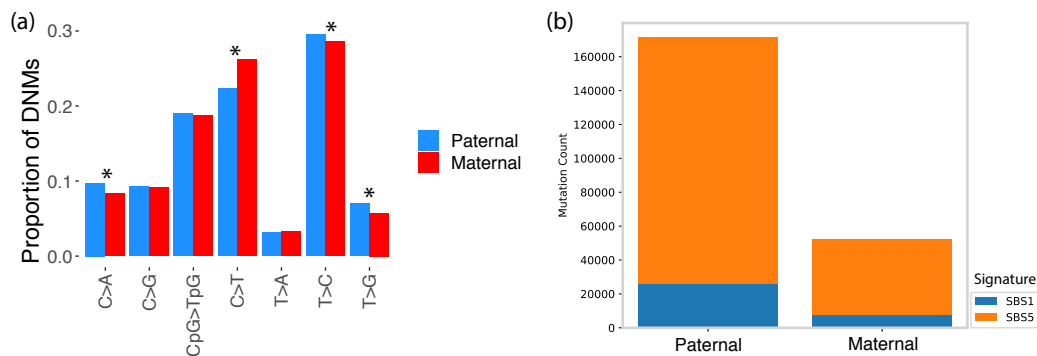 (a)
Proportion of DNMs
0.3
0.2
0.1
0.0
*
*
*
*
C>A
C>G
CpG>TpG
C>T
T>A
T>C
T>G
Paternal
Maternal
(b)
Mutation Count
160000
140000
120000
100000
80000
60000
40000
20000
0
Paternal
Maternal
Signature
SBS1
SBS5